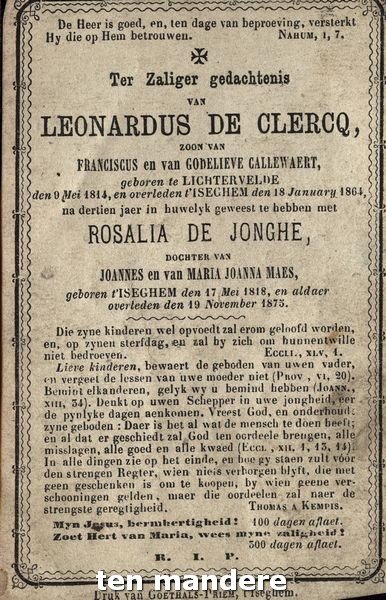 De Heer is goed, en, ten dage van beproeving, versterkt
Hy die op Hem betrouwen. NAHUM, I, 7.
Ter Zaliger gedachtenis
VAN
LEONARDUS DE CLERCQ,
ZOON VAN
FRANCISCUS en van GODELIEVE CALLEWAERT,
geboren te LICHTERVELDE
den 9 Mei 1814, en overleden t'ISEGHEM den 18 January 1864,
na dertien jaer in huwelyk geweest te hebben met
ROSALIA DE JONGHE,
DOCHTER VAN
JOANNES en van MARIA JOANNA MAES,
geboren t'ISEGHEM den 17 Mei 1818, en aldaer
overleden den 19 November 1875.
Die zyne kinderen wel opvoedt zal erom geloofd worden,
en, op zynen sterfdag, en zal by zich om hunnentwille
niet bedroeven. ECCLI., XLV, 1.
Lieve kinderen, bewaert de geboden van uwen vader,
en vergeet de lessen van uwe moeder niet (PROV., VI, 20).
Bemint elkanderen, gelyk wy u bemind hebben (JOANN.
XIII, 34). Denkt op uwen Schepper in uwe jongheid, eer
de pynlyke dagen aenkomen. Vreest God, en onderhoud
zyne geboden: Daer is het al wat de mensch te doen heeft;
en al dat er geschiedt zal God ten oordeele brengen, alle
misslagen, alle goed en alle kwaed (ECCL., XII, 1, 13, 14).
In alle dingen zie op het einde, en hoe gy staen zult vóór
den strengen Regter, wien niets verborgen blyft, die met
geen geschenken is om te koopen, by wien geene ver-
schooningen gelden, maer die oordeelen zal naer de
strengste geregtigheid. THOMAS A KEMPIS.
Myn Jesus, bermhertigheid! 100 dagen aflaet.
Zoet Hert van Maria, wees myne zaligheid!
300 dagen aflaet.
R. I. P.
Druk van GOETHALS-T'RIEM, t'Iseghem.
ten mandere